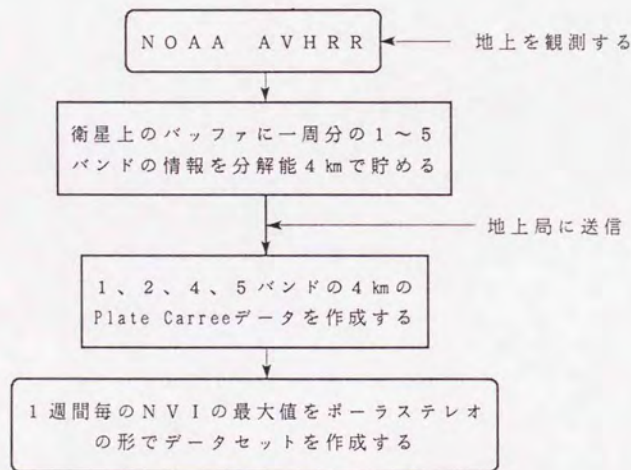 NOAA AVHRR
地上を観測する
衛星上のバッファに一周分の1～5
バンドの情報を分解能4kmで貯める
地上局に送信
1、2、4、5バンドの4kmの
Plate Carreeデータを作成する
1週間毎のNVIの最大値をポーラステレオ
の形でデータセットを作成する